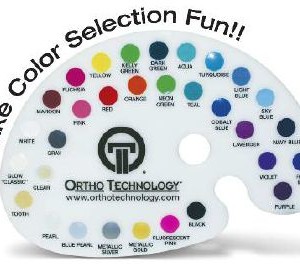 ke Color Selection Fun!!
YELLOW
KELLY GREEN
DARK GREEN
AQUA
TURQUOISE
FUCHSIA
LIGHT BLUE
MAROON
PINK
RED
ORANGE
NEON GREEN
TEAL
SKY BLUE
COBALT BLUE
NAVY BLUE
LAVENDER
WHITE
GRAY
GLOW
"CLASSIC"
CLEAR
TOOTH
ORTHO TECHNOLOGY
www.orthotechnology.com
VIOLET
PURPLE
BLACK
PEARL
BLUE PEARL
METALLIC SILVER
METALLIC GOLD
FLUORESCENT PINK